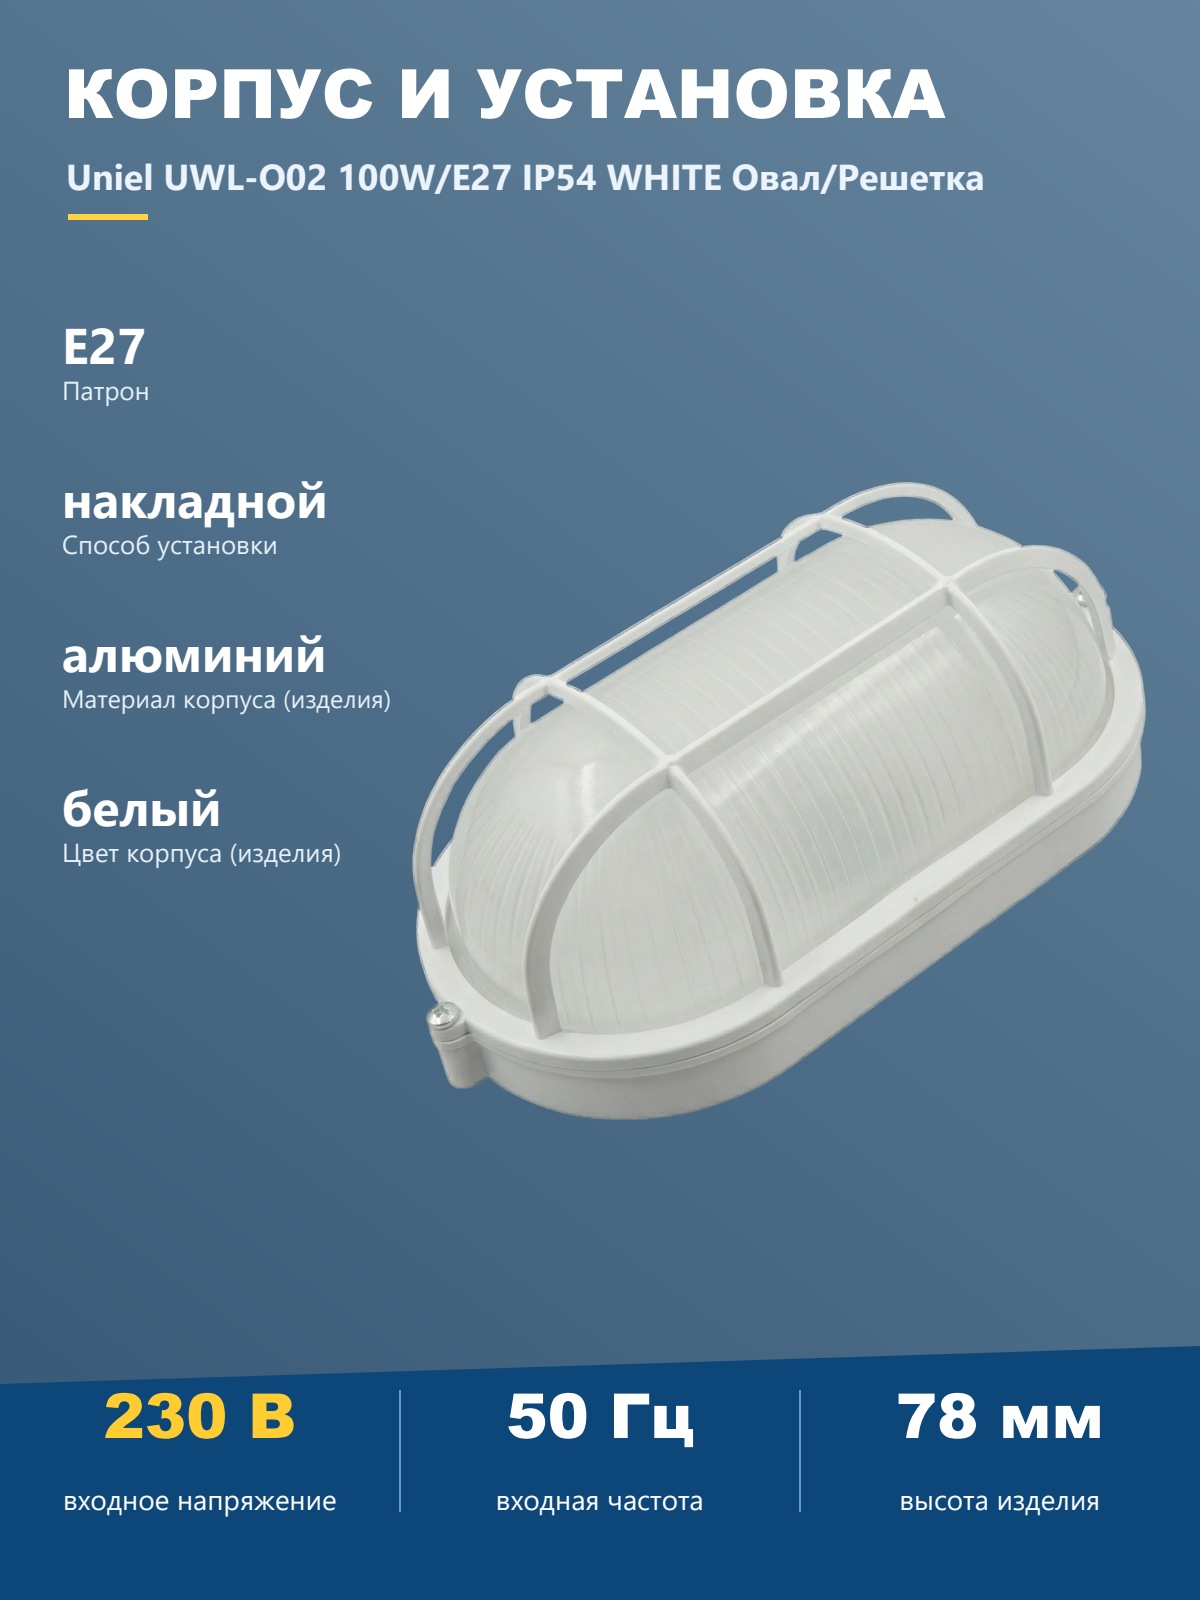 КОРПУС И УСТАНОВКА
Uniel UWL-O02 100W/E27 IP54 WHITE Овал/Решетка
E27
Патрон
накладной
Способ установки
алюминий
Материал корпуса (изделия)
белый
Цвет корпуса (изделия)
230 В
входное напряжение
50 Гц
входная частота
78 мм
высота изделия